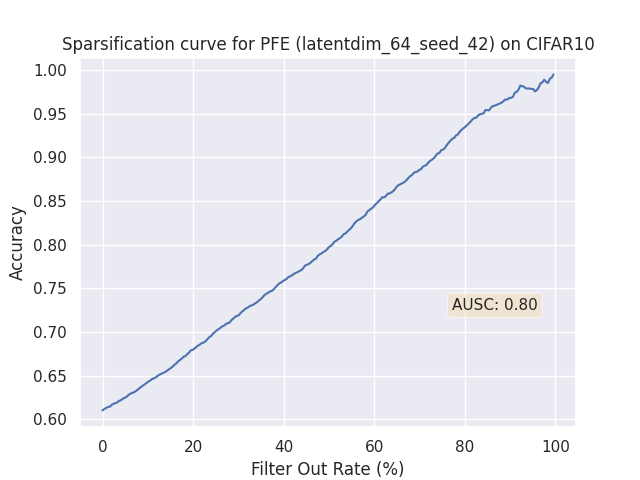 Sparsification curve for PFE (latentdim_64_seed_42) on CIFAR10
1.00
0.95
0.90
0.85
0.80
0.75
0.70
0.65
0.60
Accuracy
AUSC: 0.80
0 20 40 60 80 100
Filter Out Rate (%)